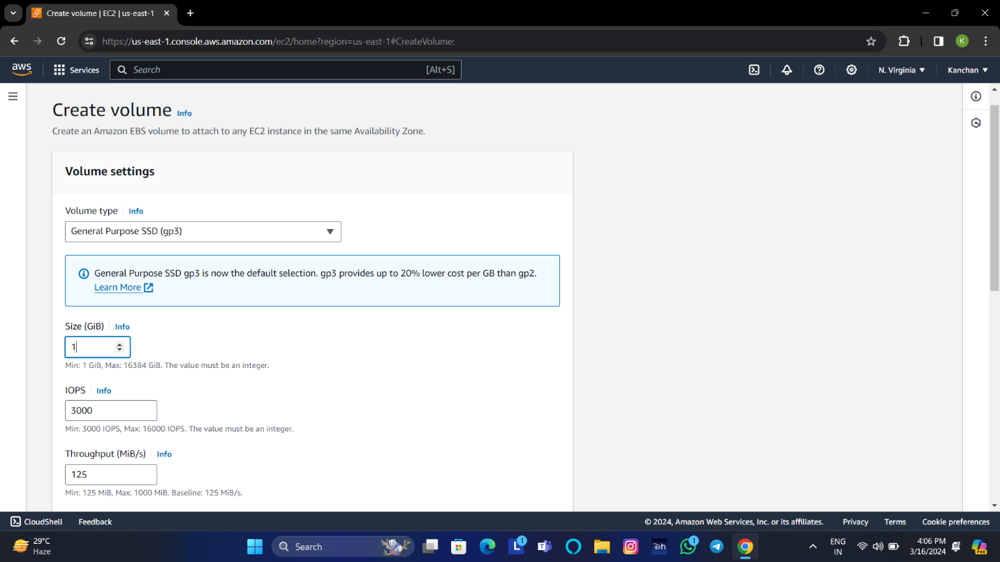 Create volume | EC2 | us-east-1
https://us-east-1.console.aws.amazon.com/ec2/home?region=us-east-1#CreateVolume:
K
aws
Services
Search
[Alt+S]
N. Virginia
Kanchan
Create volume Info
Create an Amazon EBS volume to attach to any EC2 instance in the same Availability Zone.
Volume settings
Volume type Info
General Purpose SSD (gp3)
General Purpose SSD gp3 is now the default selection. gp3 provides up to 20% lower cost per GB than gp2.
Learn More
Size (GiB) Info
1
Min: 1 GiB, Max: 16384 GiB. The value must be an integer.
IOPS Info
3000
Min: 3000 IOPS, Max: 16000 IOPS. The value must be an integer.
Throughput (MiB/s) Info
125
Min: 125 MiB, Max: 1000 MiB. Baseline: 125 MiB/s.
CloudShell
Feedback
© 2024, Amazon Web Services, Inc. or its affiliates.
Privacy
Terms
Cookie preferences
29°C
Haze
Search
L
1
1
ENG
IN
4:06 PM
3/16/2024
PRE